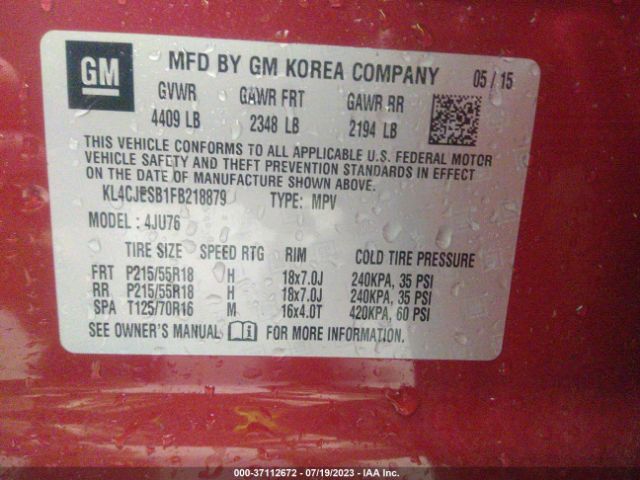 GM
MFD BY GM KOREA COMPANY 05 / 15
GVWR GAWR FRT GAWR RR
4409 LB 2348 LB 2194 LB
THIS VEHICLE CONFORMS TO ALL APPLICABLE U.S. FEDERAL MOTOR
VEHICLE SAFETY AND THEFT PREVENTION STANDARDS IN EFFECT
ON THE DATE OF MANUFACTURE SHOWN ABOVE.
KL4CJESB1FB218879 TYPE: MPV
MODEL: 4JU76
TIRE SIZE SPEED RTG RIM COLD TIRE PRESSURE
FRT P215/55R18 H 18x7.0J 240KPA, 35 PSI
RR P215/55R18 H 18x7.0J 240KPA, 35 PSI
SPA T125/70R16 M 16x4.0T 420KPA, 60 PSI
SEE OWNER'S MANUAL FOR MORE INFORMATION.
000-37112672 / 07/19/2023 - IAA Inc.